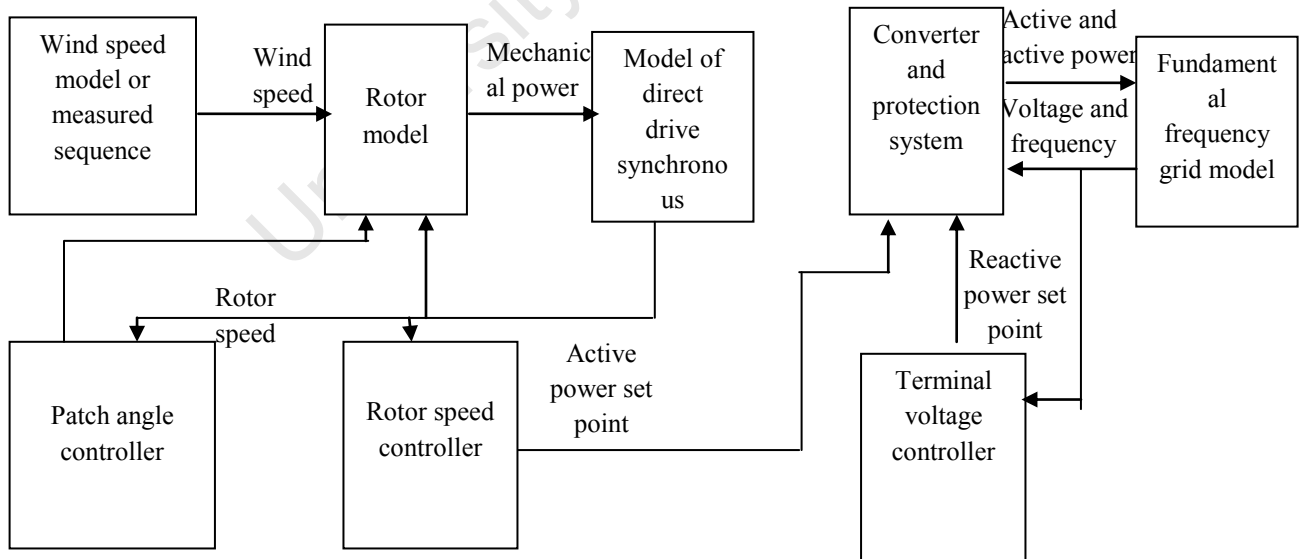 Wind speed
model or
measured
sequence
Wind
speed
Rotor
model
Mechanic
al power
Model of
direct
drive
synchrono
us
Converter
and
protection
system
Active and
active power
Voltage and
frequency
Fundament
al
frequency
grid model
Rotor
speed
Patch angle
controller
Rotor speed
controller
Active
power set
point
Reactive
power set
point
Terminal
voltage
controller